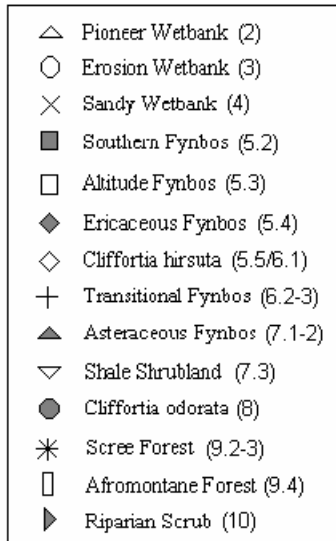 Pioneer Wetbank (2)
Erosion Wetbank (3)
Sandy Wetbank (4)
Southern Fynbos (5.2)
Altitude Fynbos (5.3)
Ericaceous Fynbos (5.4)
Cliffortia hirsuta (5.5/6.1)
Transitional Fynbos (6.2-3)
Asteraceous Fynbos (7.1-2)
Shale Shrubland (7.3)
Cliffortia odorata (8)
Scree Forest (9.2-3)
Afromontane Forest (9.4)
Riparian Scrub (10)